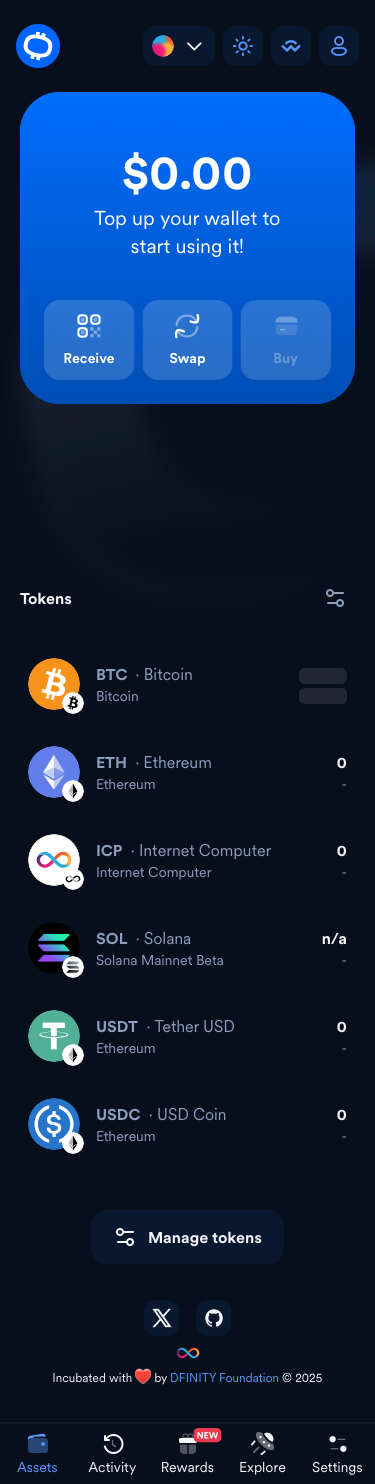 $0.00
Top up your wallet to
start using it!
Receive
Swap
Buy
Tokens
BTC · Bitcoin
Bitcoin
ETH · Ethereum 0
Ethereum -
ICP · Internet Computer 0
Internet Computer -
SOL · Solana n/a
Solana Mainnet Beta -
USDT · Tether USD 0
Ethereum -
USDC · USD Coin 0
Ethereum -
Manage tokens
Incubated with ❤️ by DFINITY Foundation © 2025
NEW
Assets
Activity
Rewards
Explore
Settings